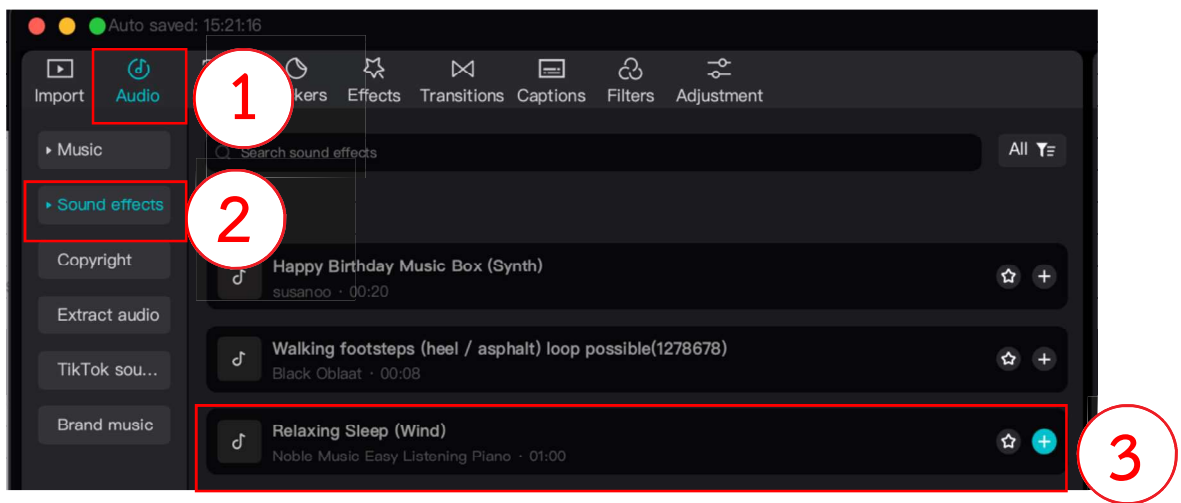 Auto saved: 15:21:16
Import Audio kers Effects Transitions Captions Filters Adjustment
1
Music
Search sound effects
All
Sound effects
2
Copyright
Happy Birthday Music Box (Synth)
susanoo · 00:20
Extract audio
Walking footsteps (heel / asphalt) loop possible(1278678)
Black Oblaat · 00:08
TikTok sou...
Brand music
Relaxing Sleep (Wind)
Noble Music Easy Listening Piano · 01:00
3